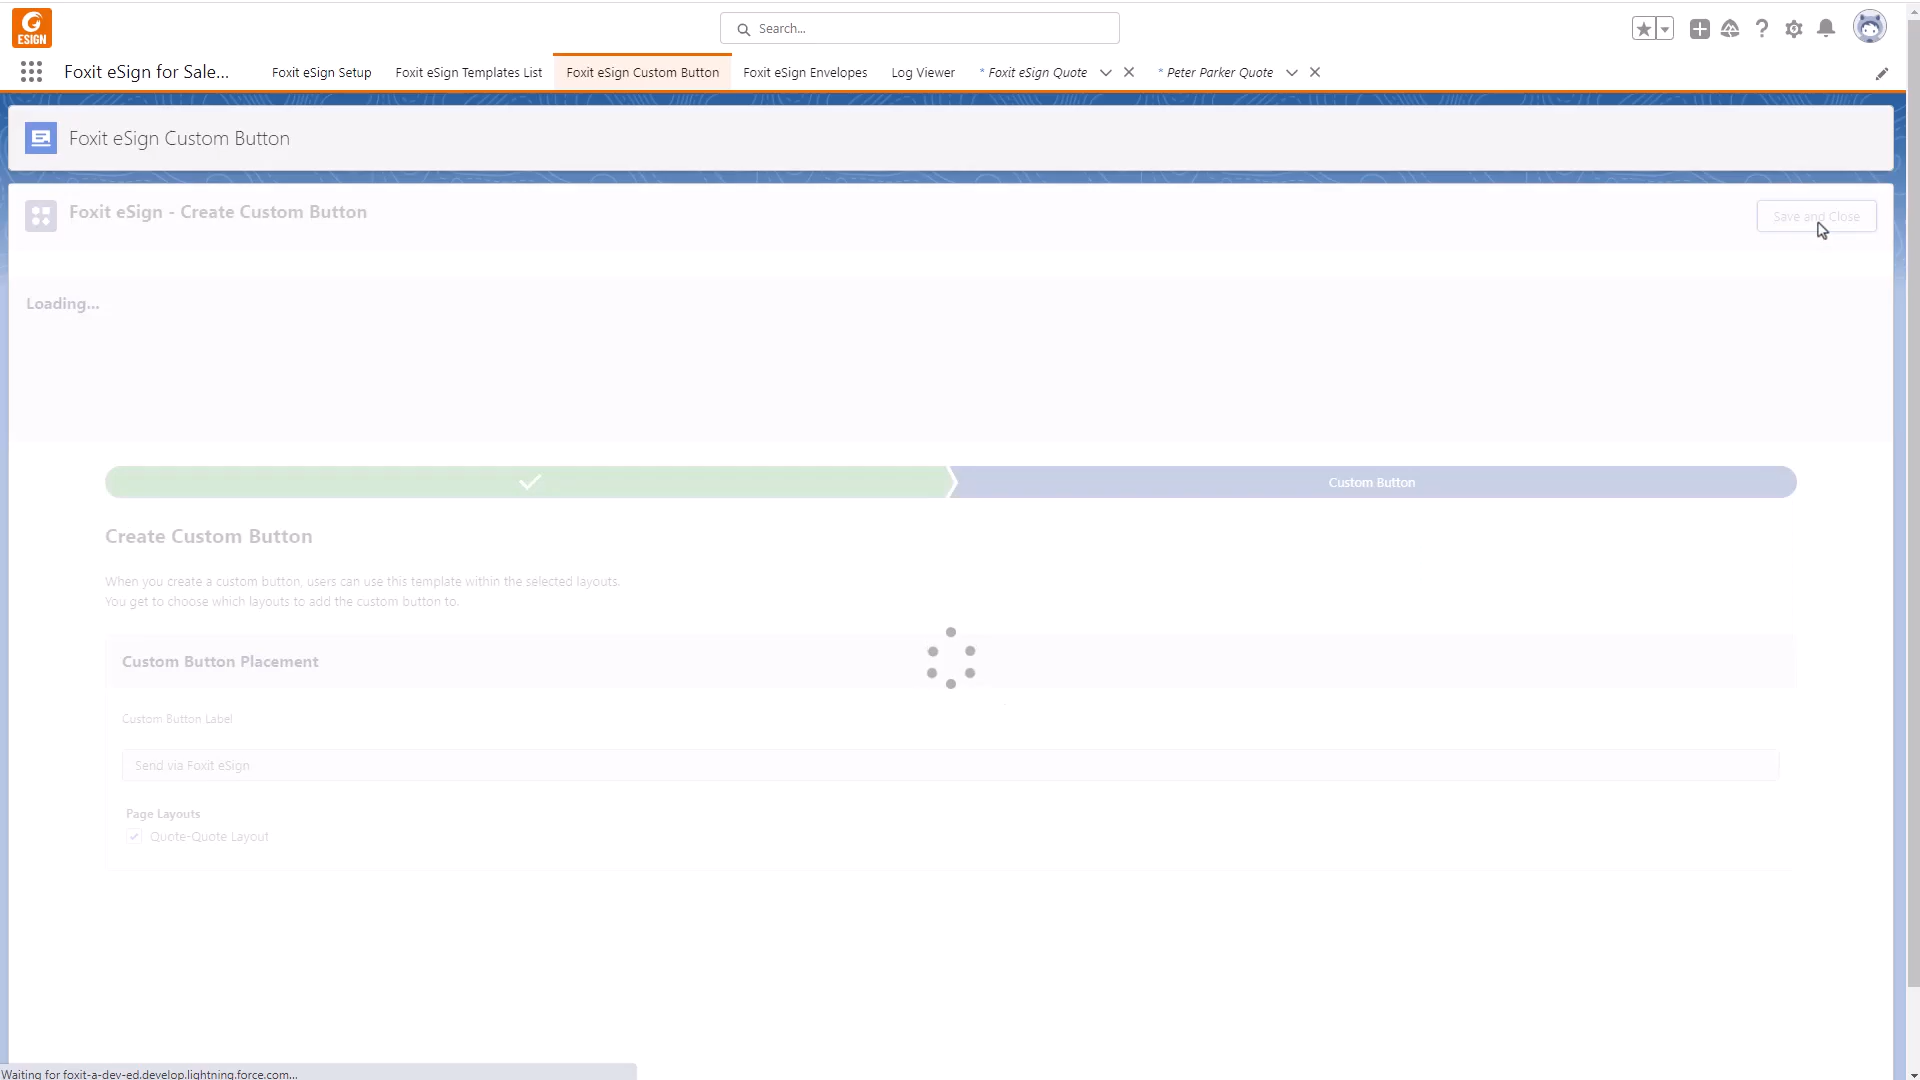 Search...
ESIGN
Foxit eSign for Sale...
Foxit eSign Setup
Foxit eSign Templates List
Foxit eSign Custom Button
Foxit eSign Envelopes
Log Viewer
* Foxit eSign Quote
* Peter Parker Quote
Foxit eSign Custom Button
Foxit eSign - Create Custom Button
Save and Close
Loading...
Custom Button
Create Custom Button
When you create a custom button, users can use this template within the selected layouts.
You get to choose which layouts to add the custom button to.
Custom Button Placement
Custom Button Label
Send via Foxit eSign
Page Layouts
Quote-Quote Layout
Waiting for foxit-a-dev-ed.develop.lightning.force.com...